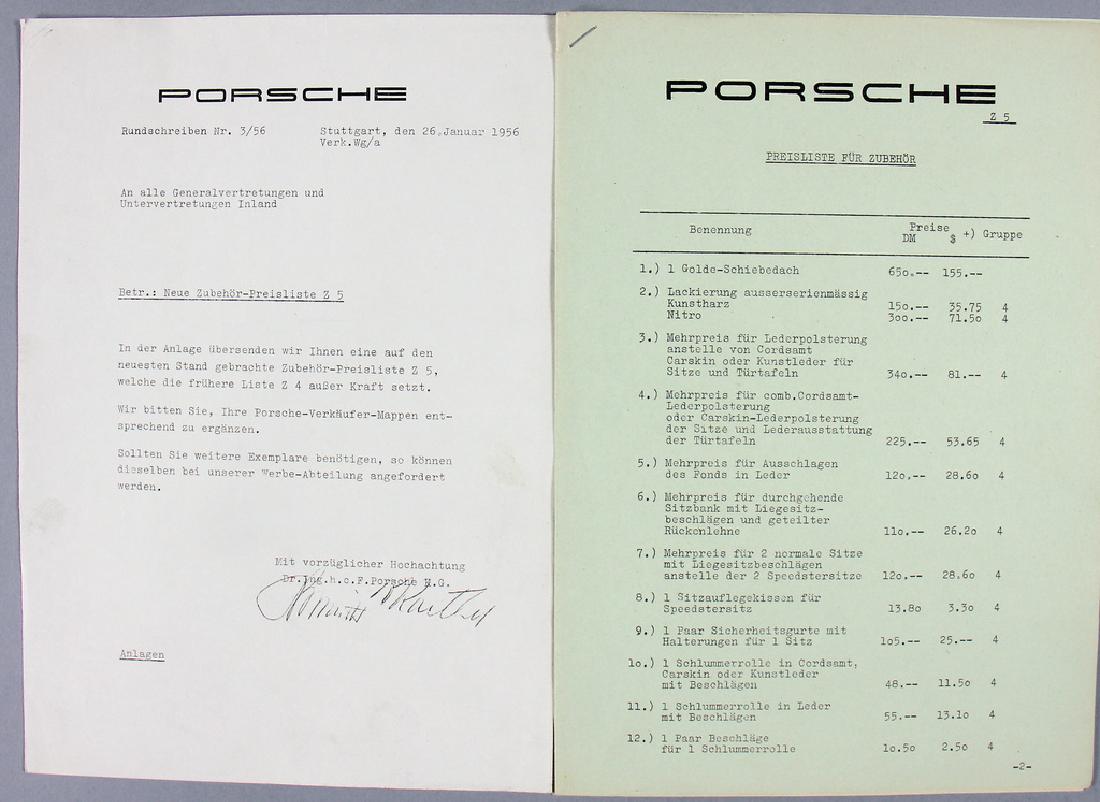 PORSCHE
Rundschreiben Nr. 3/56
Stuttgart, den 26.Januar 1956
Verk.Wg/a
An alle Generalvertretungen und
Untervertretungen Inland
Betr.: Neue Zubehör-Preisliste Z 5
In der Anlage übersenden wir Ihnen eine auf den
neuesten Stand gebrachte Zubehör-Preisliste Z 5,
welche die frühere Liste Z 4 außer Kraft setzt.
Wir bitten Sie, Ihre Porsche-Verkäufer-Mappen ent-
sprechend zu ergänzen.
Sollten Sie weitere Exemplare benötigen, so können
dieselben bei unserer Werbe-Abteilung angefordert
werden.
Mit vorzüglicher Hochachtung
Dr.Ing.h.c.F.Porsche K.G.
Anlagen
PORSCHE
Z 5
PREISLISTE FÜR ZUBEHÖR
Benennung Preise Gruppe
DM $ +)
1.) 1 Golde-Schiebedach 650.-- 155.--
2.) Lackierung ausserserienmässig
Kunstharz 150.-- 35.75 4
Nitro 300.-- 71.50 4
3.) Mehrpreis für Lederpolsterung
anstelle von Cordsamt
Carskin oder Kunstleder für
Sitze und Türtafeln 340.-- 81.-- 4
4.) Mehrpreis für comb.Cordsamt-
Lederpolsterung
oder Carskin-Lederpolsterung
der Sitze und Lederausstattung
der Türtafeln 225.-- 53.65 4
5.) Mehrpreis für Ausschlagen
des Fonds in Leder 120.-- 28.60 4
6.) Mehrpreis für durchgehende
Sitzbank mit Liegesitz-
beschlägen und geteilter
Rückenlehne 110.-- 26.20 4
7.) Mehrpreis für 2 normale Sitze
mit Liegesitzbeschlägen
anstelle der 2 Speedstersitze 120.-- 28.60 4
8.) 1 Sitzauflegekissen für
Speedstersitz 13.80 3.30 4
9.) 1 Paar Sicherheitsgurte mit
Halterungen für 1 Sitz 105.-- 25.-- 4
10.) 1 Schlummerrolle in Cordsamt,
Carskin oder Kunstleder
mit Beschlägen 48.-- 11.50 4
11.) 1 Schlummerrolle in Leder
mit Beschlägen 55.-- 13.10 4
12.) 1 Paar Beschläge
für 1 Schlummerrolle 10.50 2.50 4
-2-